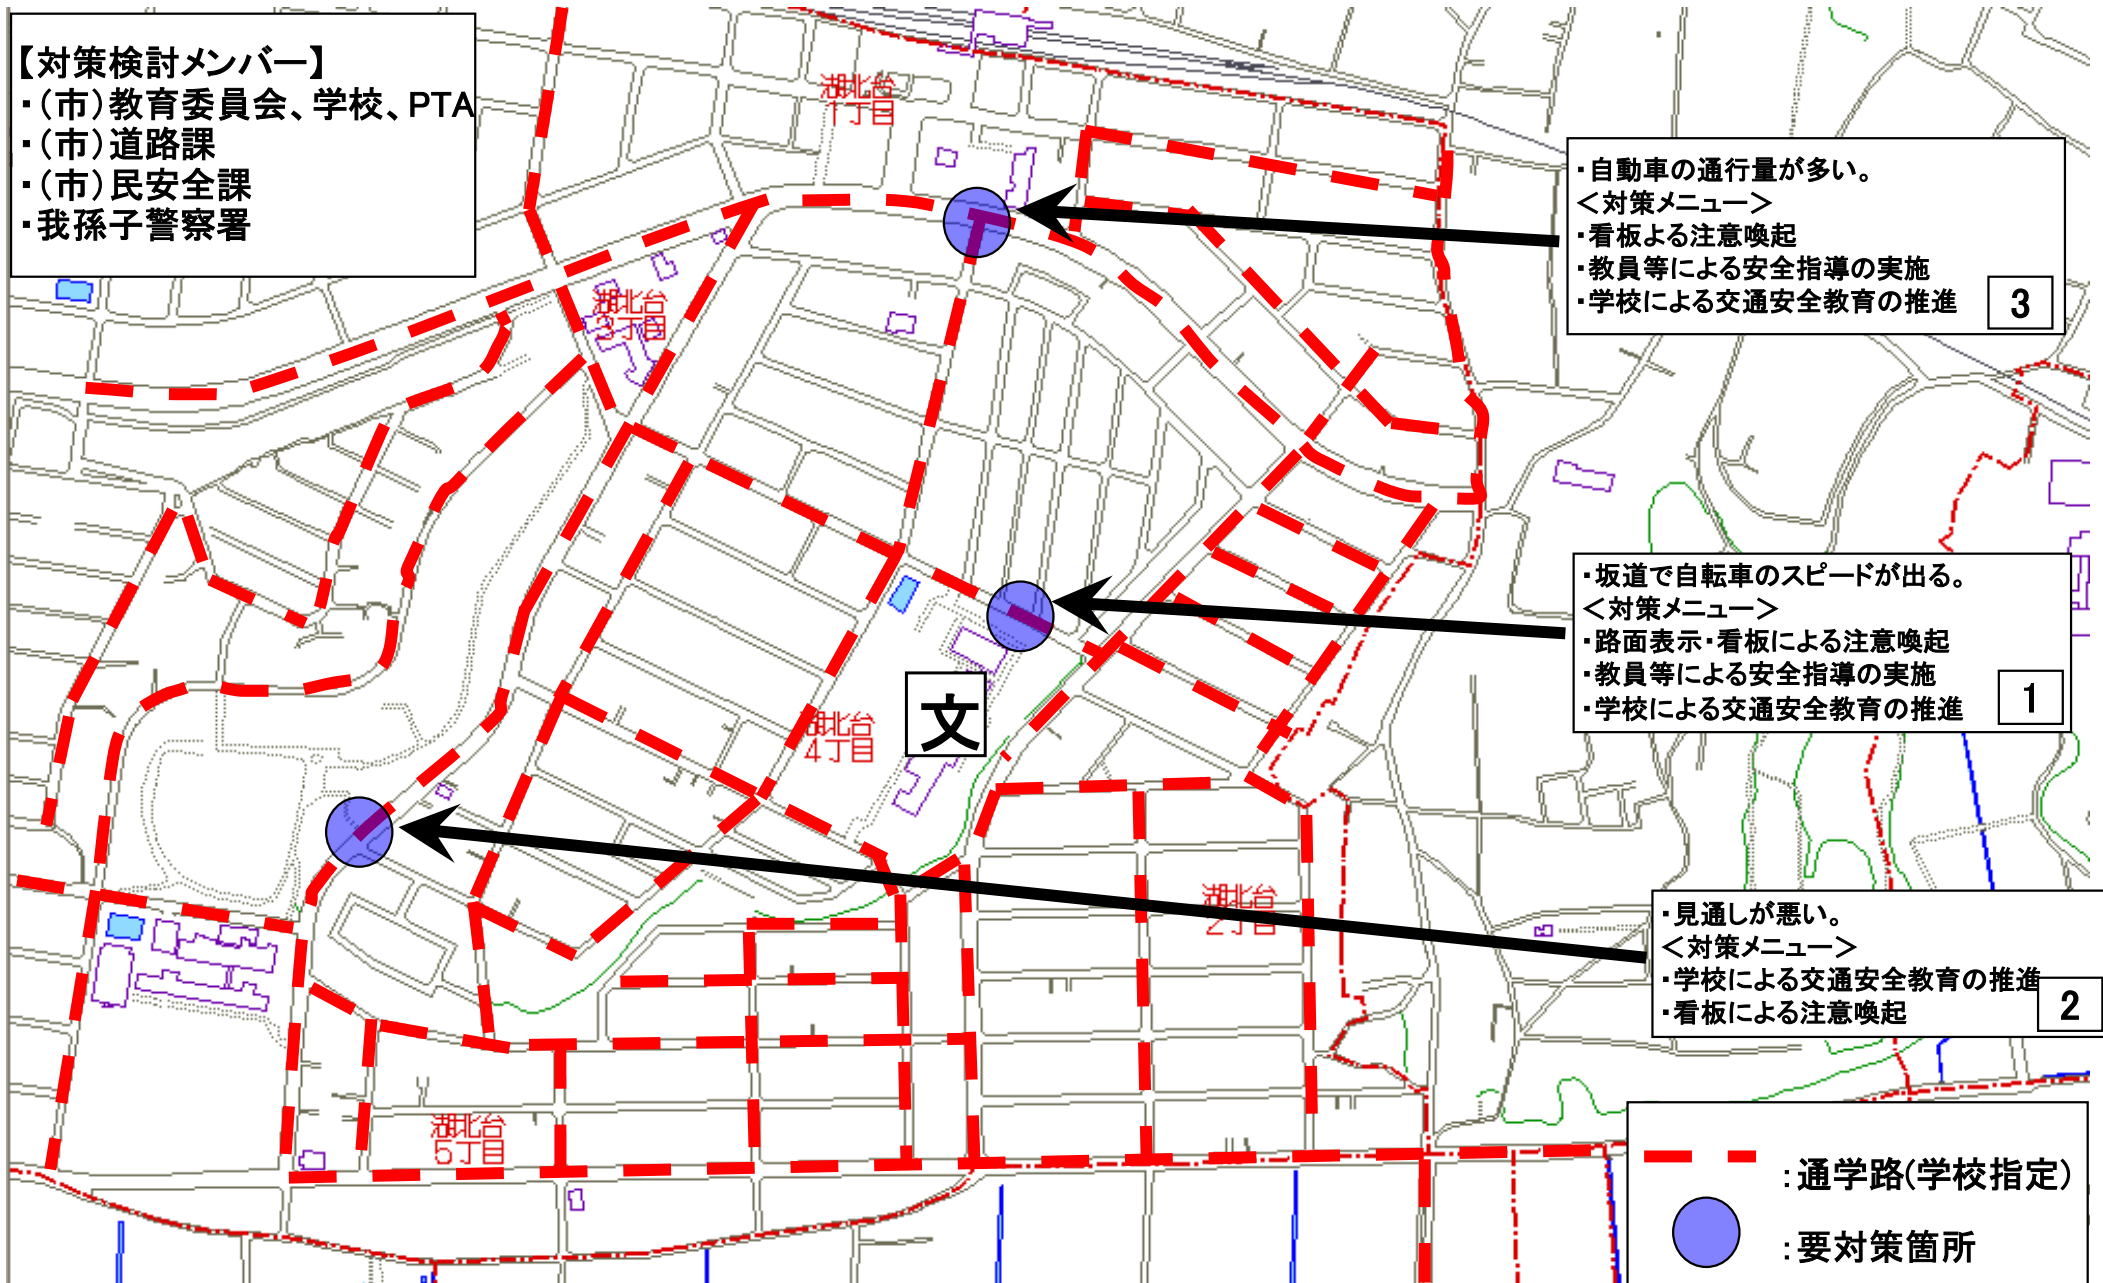 【対策検討メンバー】
・(市)教育委員会、学校、PTA
・(市)道路課
・(市)民安全課
・我孫子警察署
湖北台
1丁目
・自動車の通行量が多い。
＜対策メニュー＞
・看板よる注意喚起
・教員等による安全指導の実施
・学校による交通安全教育の推進
3
湖北台
3丁目
・坂道で自転車のスピードが出る。
＜対策メニュー＞
・路面表示・看板による注意喚起
・教員等による安全指導の実施
・学校による交通安全教育の推進
1
文
湖北台
4丁目
湖北台
2丁目
・見通しが悪い。
＜対策メニュー＞
・学校による交通安全教育の推進
・看板による注意喚起
2
湖北台
5丁目
:通学路(学校指定)
:要対策箇所